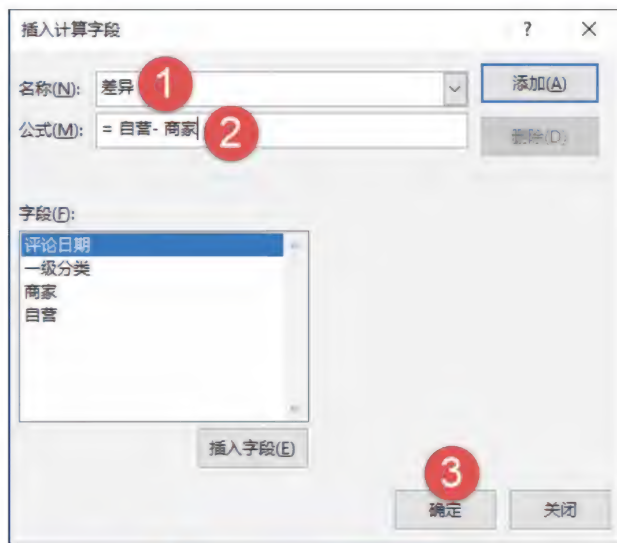 插入计算字段 ? ×
名称(N): 差异 1 添加(A)
公式(M): = 自营- 商家 2 删除(D)
字段(F):
评论日期
一级分类
商家
自营
插入字段(E)
3
确定 关闭